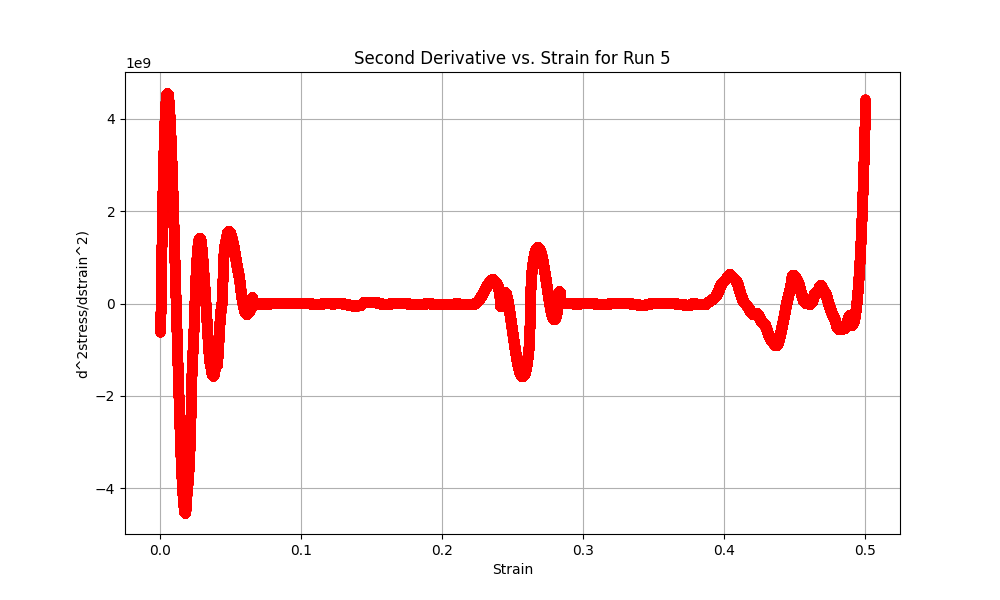 Second Derivative vs. Strain for Run 5
1e9
4
2
0
−2
−4
d^2stress/dstrain^2)
0.0 0.1 0.2 0.3 0.4 0.5
Strain